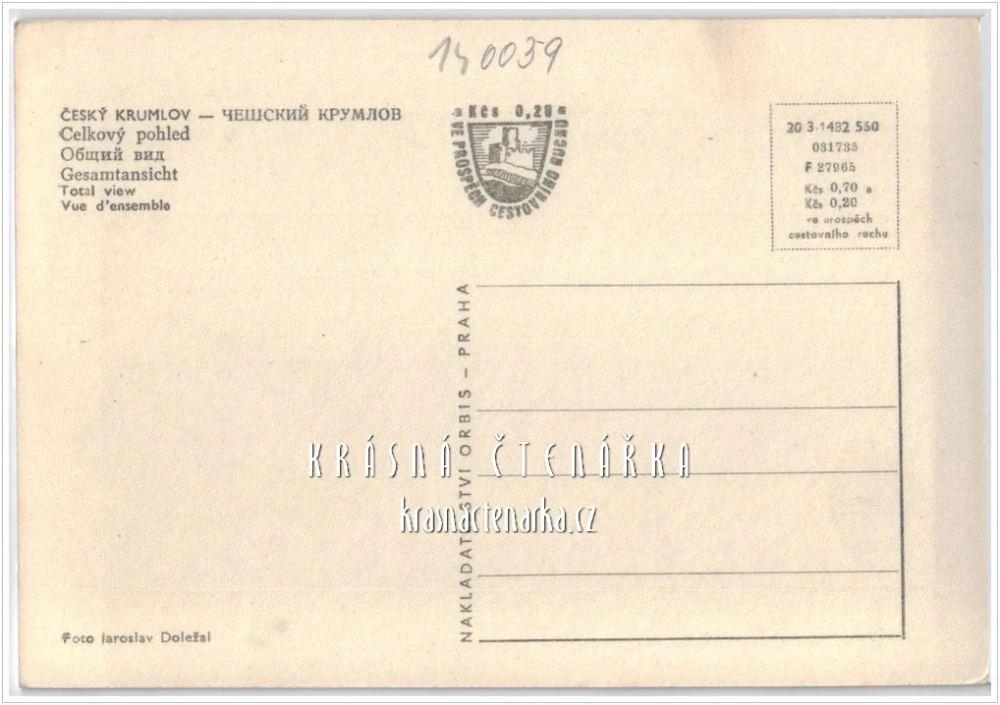 140039
ČESKÝ KRUMLOV — ЧЕШСКИЙ КРУМЛОВ
Celkový pohled
Общий вид
Gesamtansicht
Total view
Vue d'ensemble
Kčs 0,20
VE PROSPĚCH CESTOVNÍHO RUCHU
20 3-1482 550
031735
F 27965
Kčs 0,70 a
Kčs 0,20
ve prospěch
cestovního ruchu
NAKLADATELSTVÍ ORBIS – PRAHA
KRÁSNÁ ČTENÁŘKA
krasnactenarka.cz
Foto Jaroslav Doležal